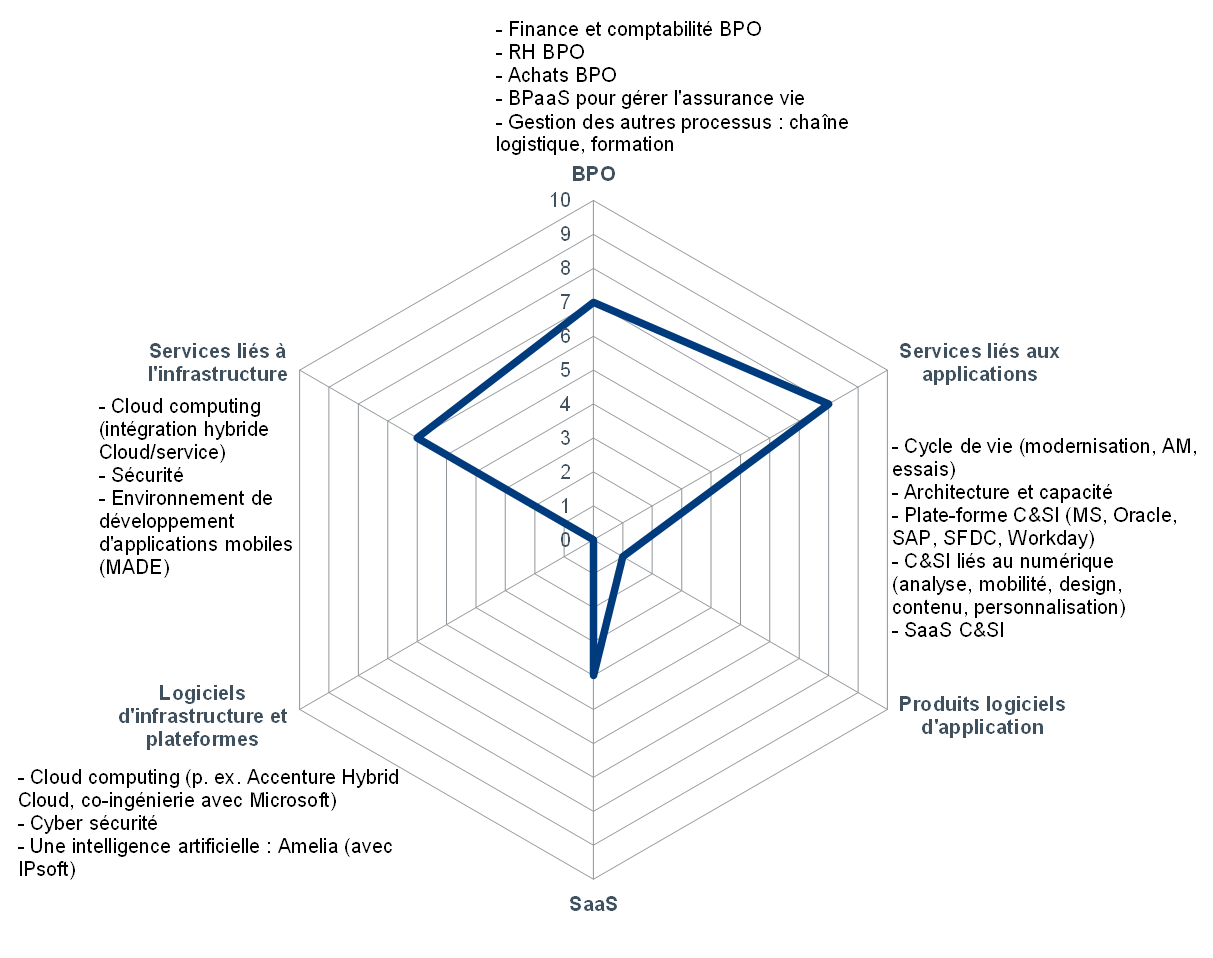 - Finance et comptabilité BPO
- RH BPO
- Achats BPO
- BPaaS pour gérer l'assurance vie
- Gestion des autres processus : chaîne
logistique, formation
BPO
10
9
8
7
6
5
4
3
2
1
0
Services liés à
l'infrastructure
- Cloud computing
(intégration hybride
Cloud/service)
- Sécurité
- Environnement de
développement
d'applications mobiles
(MADE)
Services liés aux
applications
- Cycle de vie (modernisation, AM,
essais)
- Architecture et capacité
- Plate-forme C&SI (MS, Oracle,
SAP, SFDC, Workday)
- C&SI liés au numérique
(analyse, mobilité, design,
contenu, personnalisation)
- SaaS C&SI
Logiciels
d'infrastructure et
plateformes
- Cloud computing (p. ex. Accenture Hybrid
Cloud, co-ingénierie avec Microsoft)
- Cyber sécurité
- Une intelligence artificielle : Amelia (avec
IPsoft)
Produits logiciels
d'application
SaaS